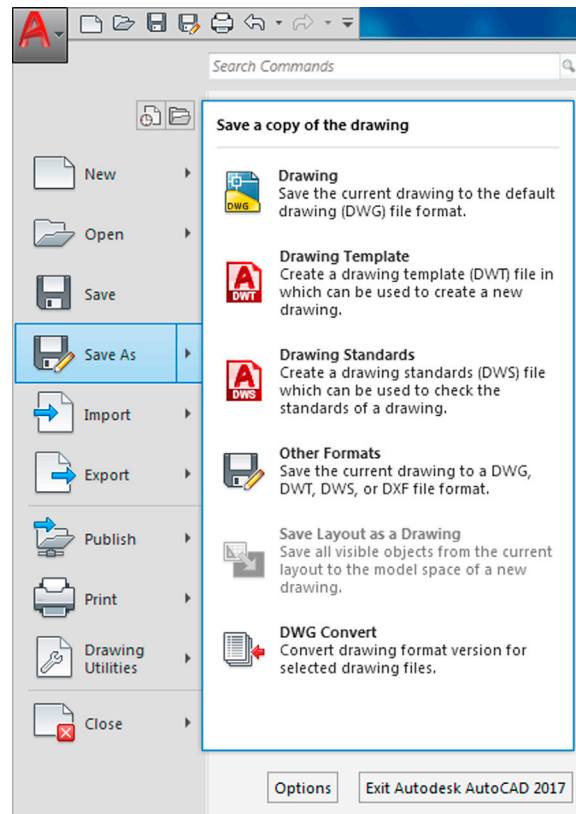 A
Search Commands
Save a copy of the drawing
New
Open
Save
Save As
Import
Export
Publish
Print
Drawing
Utilities
Close
DWG
Drawing
Save the current drawing to the default
drawing (DWG) file format.
A
DWT
Drawing Template
Create a drawing template (DWT) file in
which can be used to create a new
drawing.
A
DWS
Drawing Standards
Create a drawing standards (DWS) file
which can be used to check the
standards of a drawing.
Other Formats
Save the current drawing to a DWG,
DWT, DWS, or DXF file format.
Save Layout as a Drawing
Save all visible objects from the current
layout to the model space of a new
drawing.
DWG Convert
Convert drawing format version for
selected drawing files.
Options
Exit Autodesk AutoCAD 2017